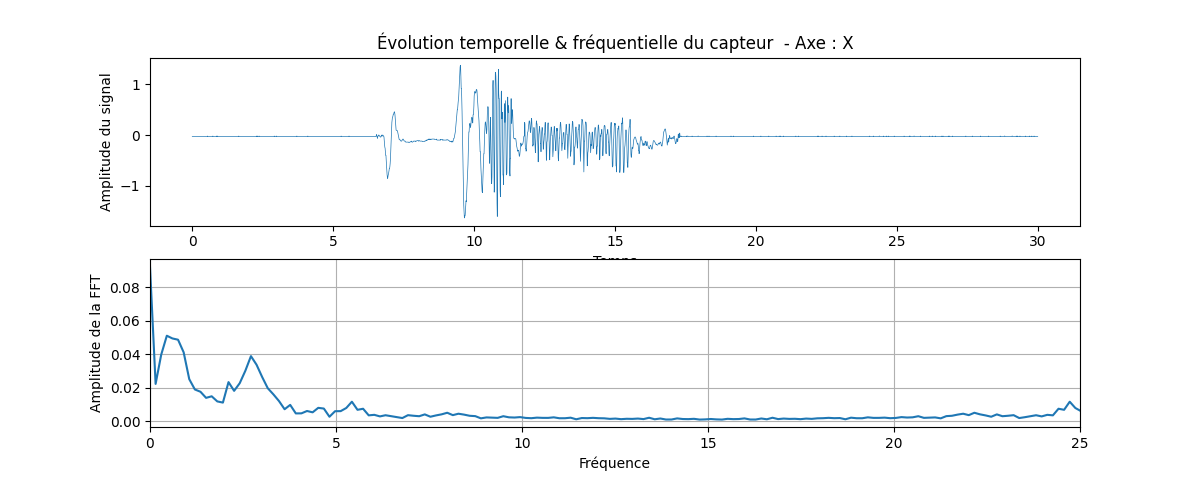 Évolution temporelle & fréquentielle du capteur  - Axe : X
Amplitude du signal
1
0
−1
0 5 10 15 20 25 30
Amplitude de la FFT
0.08
0.06
0.04
0.02
0.00
0 5 10 15 20 25
Fréquence